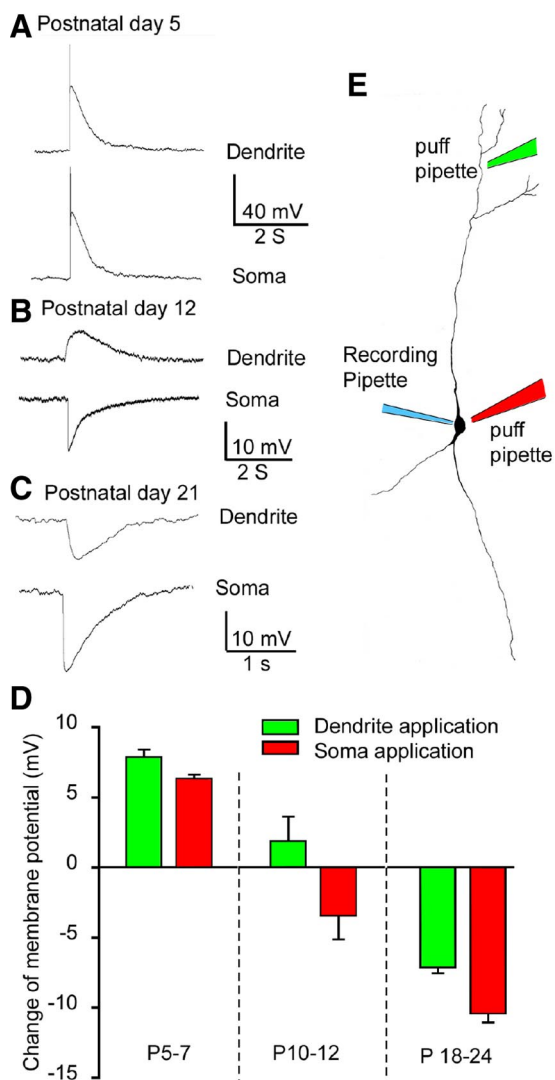 A Postnatal day 5
Dendrite
40 mV
2 S
Soma
B Postnatal day 12
Dendrite
Soma
10 mV
2 S
C Postnatal day 21
Dendrite
Soma
10 mV
1 s
E
puff
pipette
Recording
Pipette
puff
pipette
D
Change of membrane potential (mV)
10
5
0
-5
-10
-15
Dendrite application
Soma application
P5-7
P10-12
P 18-24